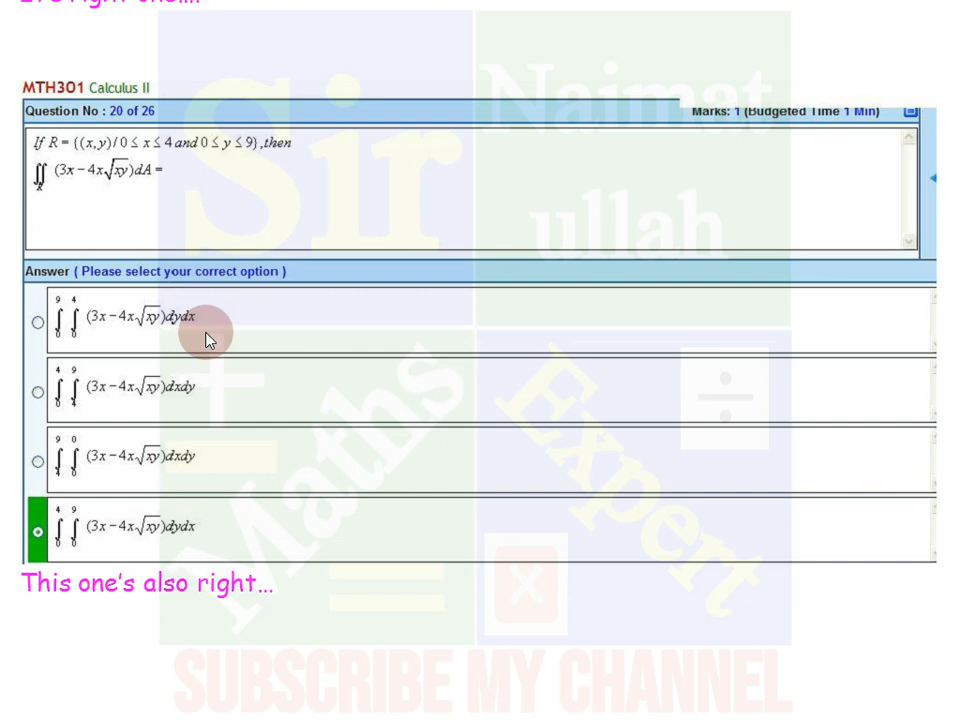 MTH301 Calculus II
Question No : 20 of 26
Marks: 1 (Budgeted Time 1 Min)
If R = {(x,y)/ 0 ≤ x ≤ 4 and 0 ≤ y ≤ 9}, then
∬_R (3x − 4x√xy)dA =
Answer ( Please select your correct option )
∫_0^9 ∫_0^4 (3x − 4x√xy)dydx
∫_0^4 ∫_4^9 (3x − 4x√xy)dxdy
∫_4^9 ∫_0^0 (3x − 4x√xy)dxdy
∫_0^4 ∫_0^9 (3x − 4x√xy)dydx
This one's also right...
Sir
Naimat
ullah
Maths
Expert
SUBSCRIBE MY CHANNEL